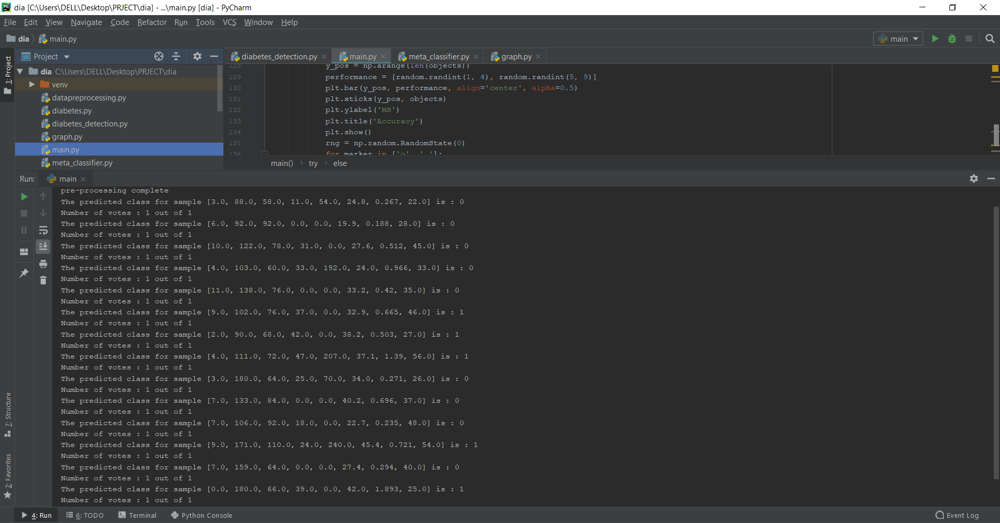 dia [C:\Users\DELL\Desktop\PRJECT\dia] - ...\main.py [dia] - PyCharm
File Edit View Navigate Code Refactor Run Tools VCS Window Help
dia main.py
main
1: Project
Project
diabetes_detection.py main.py meta_classifier.py graph.py
dia C:\Users\DELL\Desktop\PRJECT\dia
venv
datapreprocessing.py
diabetes.py
diabetes_detection.py
graph.py
main.py
meta_classifier.py
128 y_pos = np.arange(len(objects))
129 performance = [random.randint(1, 4), random.randint(5, 9)]
130 plt.bar(y_pos, performance, align='center', alpha=0.5)
131 plt.xticks(y_pos, objects)
132 plt.ylabel('MS')
133 plt.title('Accuracy')
134 plt.show()
135 rng = np.random.RandomState(0)
136 for marker in ['o', '.']:
main() try else
Run: main
pre-processing complete
The predicted class for sample [3.0, 88.0, 58.0, 11.0, 54.0, 24.8, 0.267, 22.0] is : 0
Number of votes : 1 out of 1
The predicted class for sample [6.0, 92.0, 92.0, 0.0, 0.0, 19.9, 0.188, 28.0] is : 0
Number of votes : 1 out of 1
The predicted class for sample [10.0, 122.0, 78.0, 31.0, 0.0, 27.6, 0.512, 45.0] is : 0
Number of votes : 1 out of 1
The predicted class for sample [4.0, 103.0, 60.0, 33.0, 192.0, 24.0, 0.966, 33.0] is : 0
Number of votes : 1 out of 1
The predicted class for sample [11.0, 138.0, 76.0, 0.0, 0.0, 33.2, 0.42, 35.0] is : 0
Number of votes : 1 out of 1
The predicted class for sample [9.0, 102.0, 76.0, 37.0, 0.0, 32.9, 0.665, 46.0] is : 1
Number of votes : 1 out of 1
The predicted class for sample [2.0, 90.0, 68.0, 42.0, 0.0, 38.2, 0.503, 27.0] is : 1
Number of votes : 1 out of 1
The predicted class for sample [4.0, 111.0, 72.0, 47.0, 207.0, 37.1, 1.39, 56.0] is : 1
Number of votes : 1 out of 1
The predicted class for sample [3.0, 180.0, 64.0, 25.0, 70.0, 34.0, 0.271, 26.0] is : 0
Number of votes : 1 out of 1
The predicted class for sample [7.0, 133.0, 84.0, 0.0, 0.0, 40.2, 0.696, 37.0] is : 0
Number of votes : 1 out of 1
The predicted class for sample [7.0, 106.0, 92.0, 18.0, 0.0, 22.7, 0.235, 48.0] is : 0
Number of votes : 1 out of 1
The predicted class for sample [9.0, 171.0, 110.0, 24.0, 240.0, 45.4, 0.721, 54.0] is : 1
Number of votes : 1 out of 1
The predicted class for sample [7.0, 159.0, 64.0, 0.0, 0.0, 27.4, 0.294, 40.0] is : 0
Number of votes : 1 out of 1
The predicted class for sample [0.0, 180.0, 66.0, 39.0, 0.0, 42.0, 1.893, 25.0] is : 1
Number of votes : 1 out of 1
7: Structure
2: Favorites
4: Run 6: TODO Terminal Python Console
Event Log